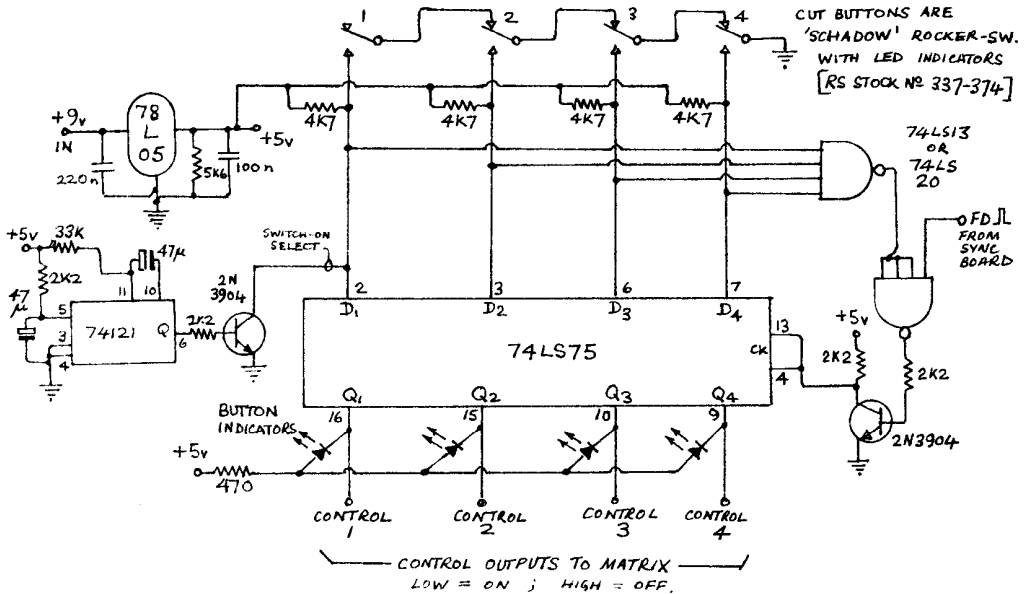 1
2
3
4
CUT BUTTONS ARE
'SCHADOW' ROCKER-SW.
WITH LED INDICATORS
[RS STOCK Nº 337-374]
+9v
IN
78
L
05
+5v
220n
5K6
100n
4K7
4K7
4K7
4K7
74LS13
OR
74LS
20
FD
FROM
SYNC
BOARD
+5v
33K
47µ
2K2
11
10
47
µ
5
3
4
74121
Q
6
2K2
2N
3904
SWITCH-ON
SELECT
2
3
6
7
D1
D2
D3
D4
74LS75
13
CK
4
+5v
2K2
2K2
2N3904
Q1
Q2
Q3
Q4
16
15
10
9
BUTTON
INDICATORS
+5v
470
CONTROL
1
CONTROL
2
CONTROL
3
CONTROL
4
CONTROL OUTPUTS TO MATRIX
LOW = ON ; HIGH = OFF.